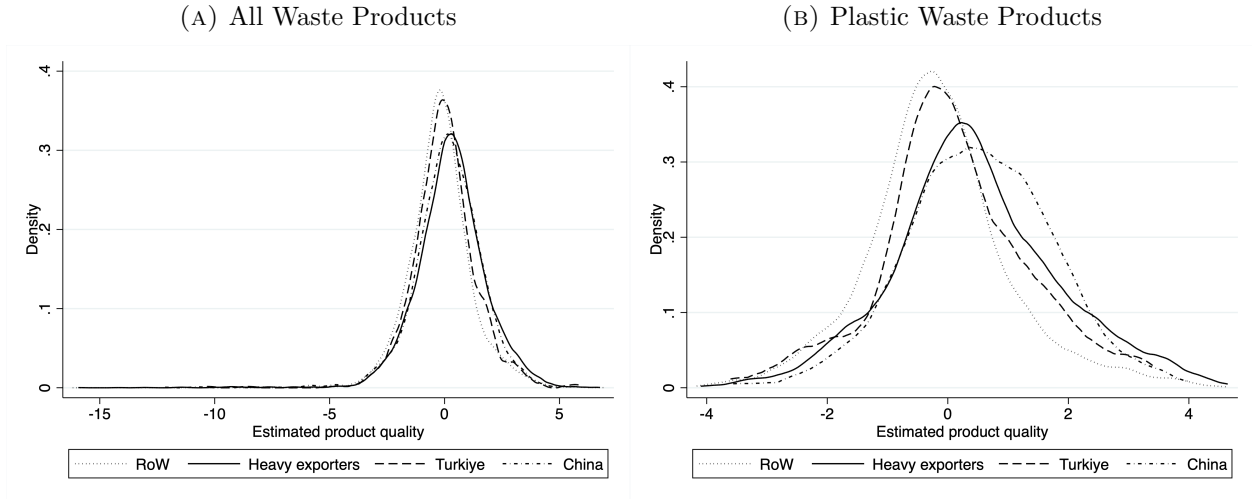 (A) All Waste Products
.4
.3
.2
.1
0
Density
-15 -10 -5 0 5
Estimated product quality
RoW Heavy exporters Turkiye China
(B) Plastic Waste Products
.4
.3
.2
.1
0
Density
-4 -2 0 2 4
Estimated product quality
RoW Heavy exporters Turkiye China